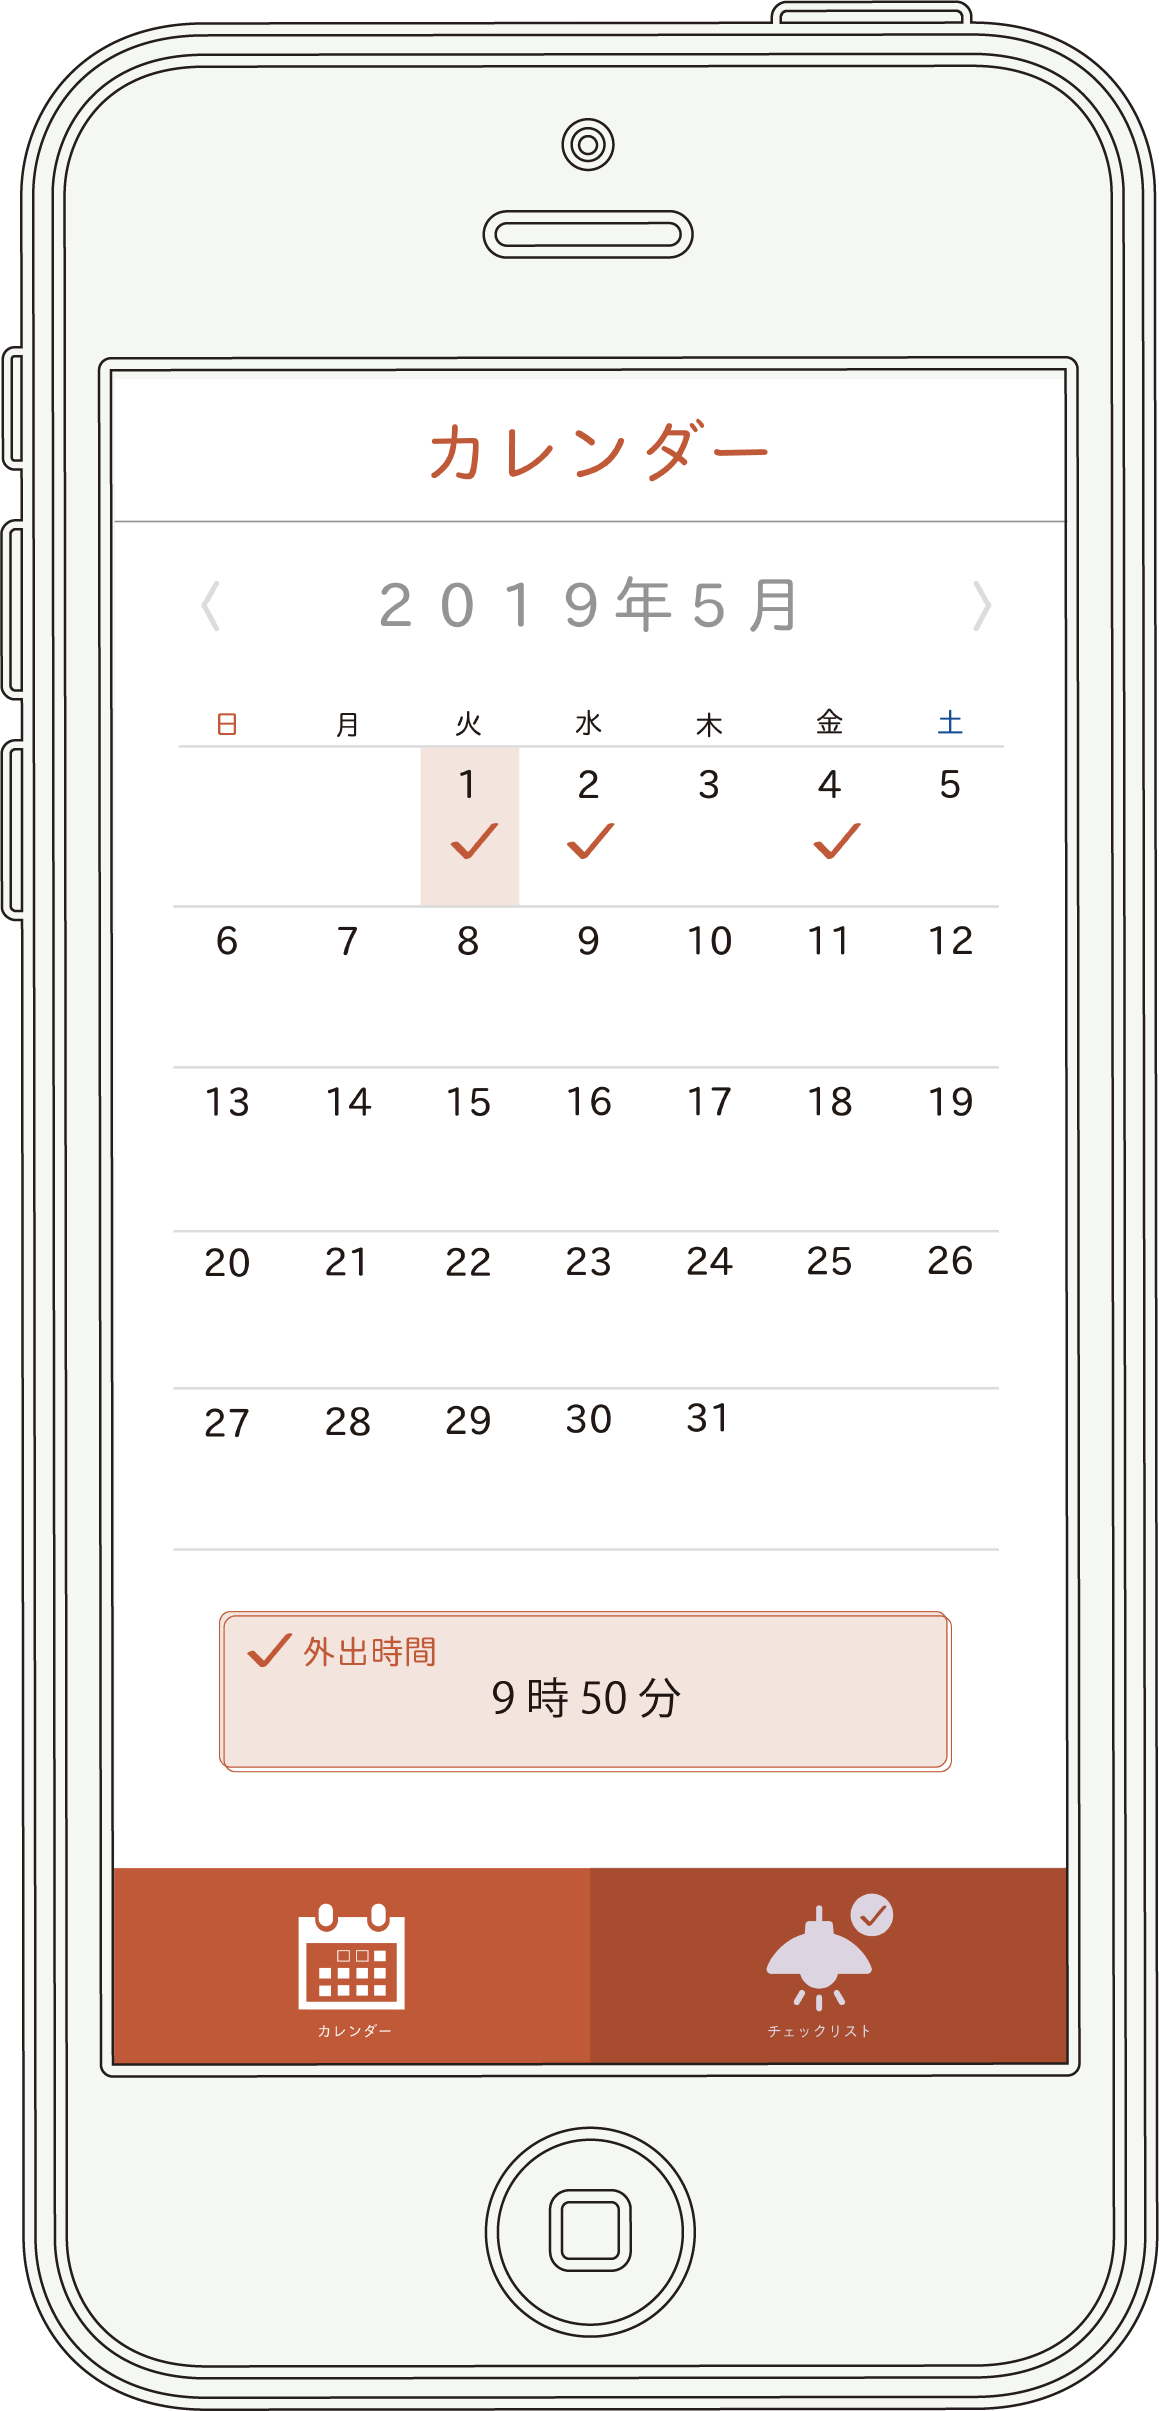 カレンダー
２０１９年５月
日 月 火 水 木 金 土
1 2 3 4 5
6 7 8 9 10 11 12
13 14 15 16 17 18 19
20 21 22 23 24 25 26
27 28 29 30 31
外出時間
9時50分
カレンダー チェックリスト